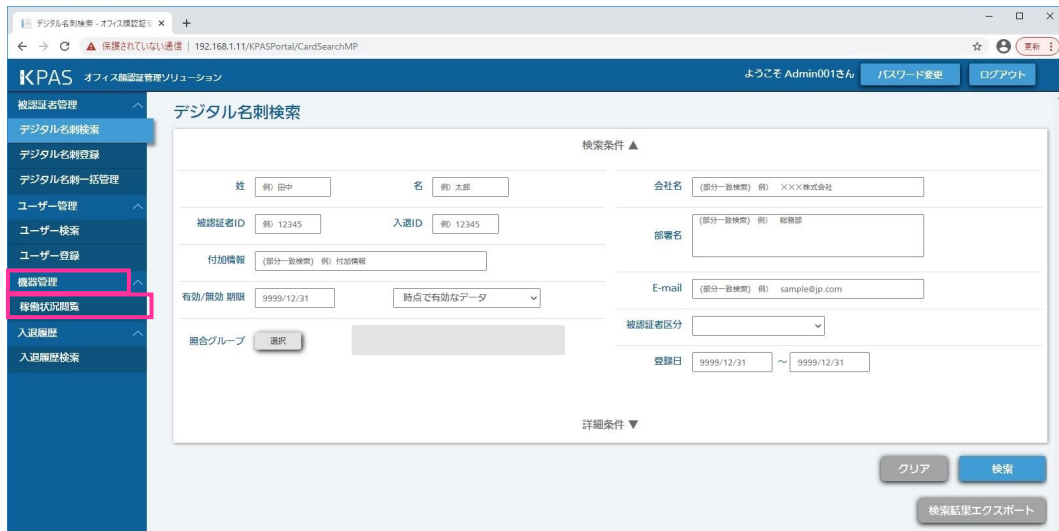 デジタル名刺検索 - オフィス顔認証管
保護されていない通信 | 192.168.1.11/KPASPortal/CardSearchMP
更新
KPAS オフィス顔認証管理ソリューション
ようこそ Admin001さん
パスワード変更
ログアウト
被認証者管理
デジタル名刺検索
デジタル名刺登録
デジタル名刺一括管理
ユーザー管理
ユーザー検索
ユーザー登録
機器管理
稼働状況閲覧
入退履歴
入退履歴検索
デジタル名刺検索
検索条件 ▲
姓 例）田中 名 例）太郎
被認証者ID 例）12345 入退ID 例）12345
付加情報 (部分一致検索) 例）付加情報
有効/無効 期限 9999/12/31 時点で有効なデータ
照合グループ 選択
会社名 (部分一致検索) 例） ×××株式会社
部署名 (部分一致検索) 例） 総務部
E-mail (部分一致検索) 例） sample@jp.com
被認証者区分
登録日 9999/12/31 ～ 9999/12/31
詳細条件 ▼
クリア
検索
検索結果エクスポート